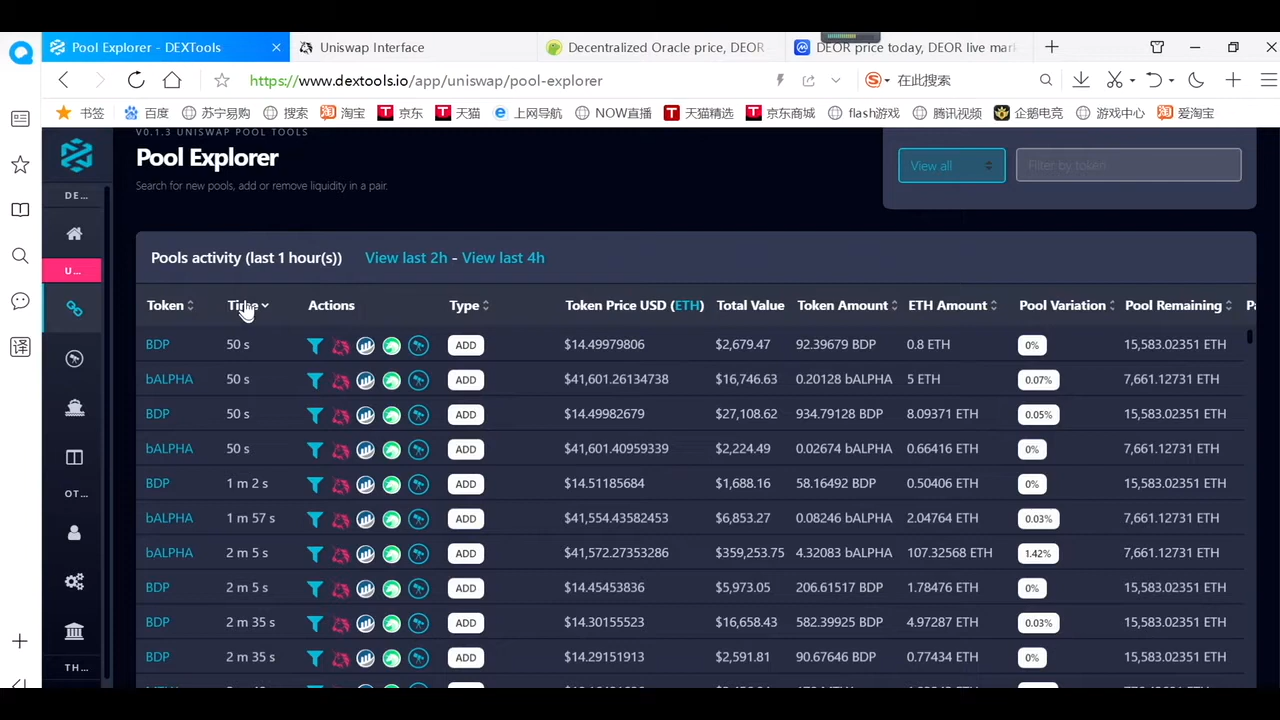 Pool Explorer - DEXTools
Uniswap Interface
Decentralized Oracle price, DEOR
DEOR price today, DEOR live mark
https://www.dextools.io/app/uniswap/pool-explorer
在此搜索
书签 百度 苏宁易购 搜索 淘宝 京东 天猫 上网导航 NOW直播 天猫精选 京东商城 flash游戏 腾讯视频 企鹅电竞 游戏中心 爱淘宝
V0.1.3 UNISWAP POOL TOOLS
Pool Explorer
Search for new pools, add or remove liquidity in a pair.
View all
Filter by token
DE...
U...
OT...
TH...
译
Pools activity (last 1 hour(s)) View last 2h - View last 4h
Token Time Actions Type Token Price USD (ETH) Total Value Token Amount ETH Amount Pool Variation Pool Remaining Pa
BDP 50 s ADD $14.49979806 $2,679.47 92.39679 BDP 0.8 ETH 0% 15,583.02351 ETH
bALPHA 50 s ADD $41,601.26134738 $16,746.63 0.20128 bALPHA 5 ETH 0.07% 7,661.12731 ETH
BDP 50 s ADD $14.49982679 $27,108.62 934.79128 BDP 8.09371 ETH 0.05% 15,583.02351 ETH
bALPHA 50 s ADD $41,601.40959339 $2,224.49 0.02674 bALPHA 0.66416 ETH 0% 7,661.12731 ETH
BDP 1 m 2 s ADD $14.51185684 $1,688.16 58.16492 BDP 0.50406 ETH 0% 15,583.02351 ETH
bALPHA 1 m 57 s ADD $41,554.43582453 $6,853.27 0.08246 bALPHA 2.04764 ETH 0.03% 7,661.12731 ETH
bALPHA 2 m 5 s ADD $41,572.27353286 $359,253.75 4.32083 bALPHA 107.32568 ETH 1.42% 7,661.12731 ETH
BDP 2 m 5 s ADD $14.45453836 $5,973.05 206.61517 BDP 1.78476 ETH 0% 15,583.02351 ETH
BDP 2 m 35 s ADD $14.30155523 $16,658.43 582.39925 BDP 4.97287 ETH 0.03% 15,583.02351 ETH
BDP 2 m 35 s ADD $14.29151913 $2,591.81 90.67646 BDP 0.77434 ETH 0% 15,583.02351 ETH